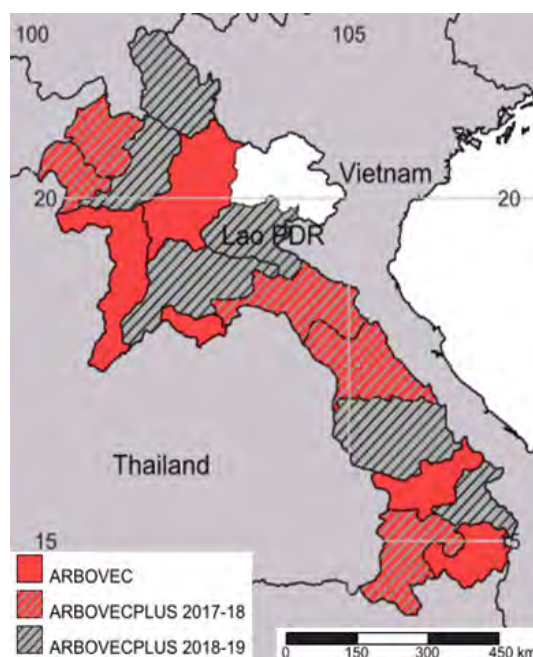 100 105
Vietnam
20 20
Lao PDR
Thailand
15
ARBOVEC
ARBOVECPLUS 2017-18
ARBOVECPLUS 2018-19
0 150 300 450 km